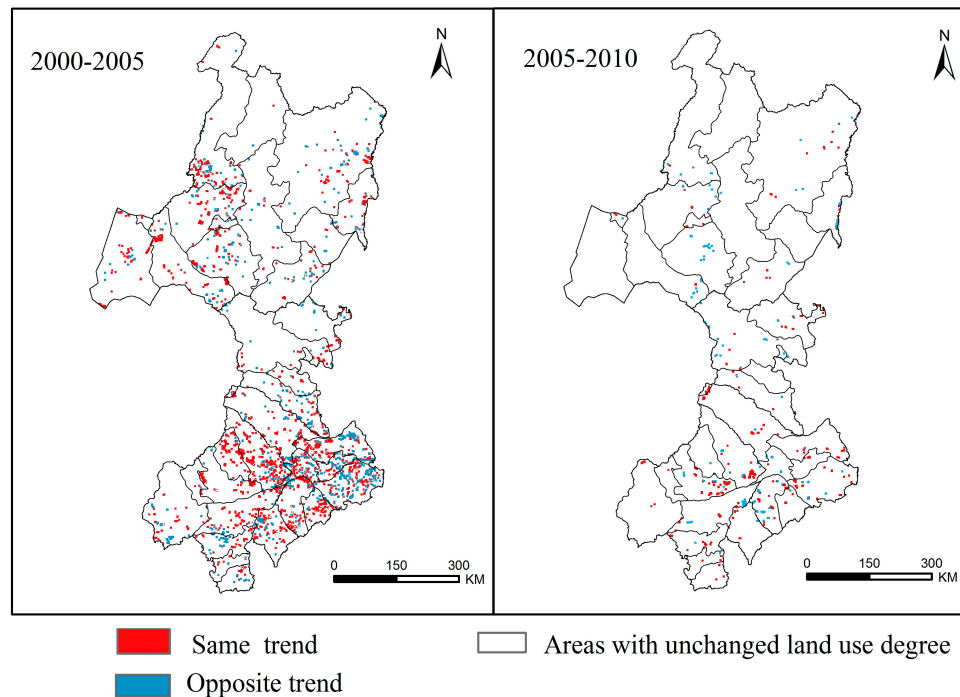 2000-2005
N
0 150 300
KM
2005-2010
N
0 150 300
KM
Same trend
Areas with unchanged land use degree
Opposite trend